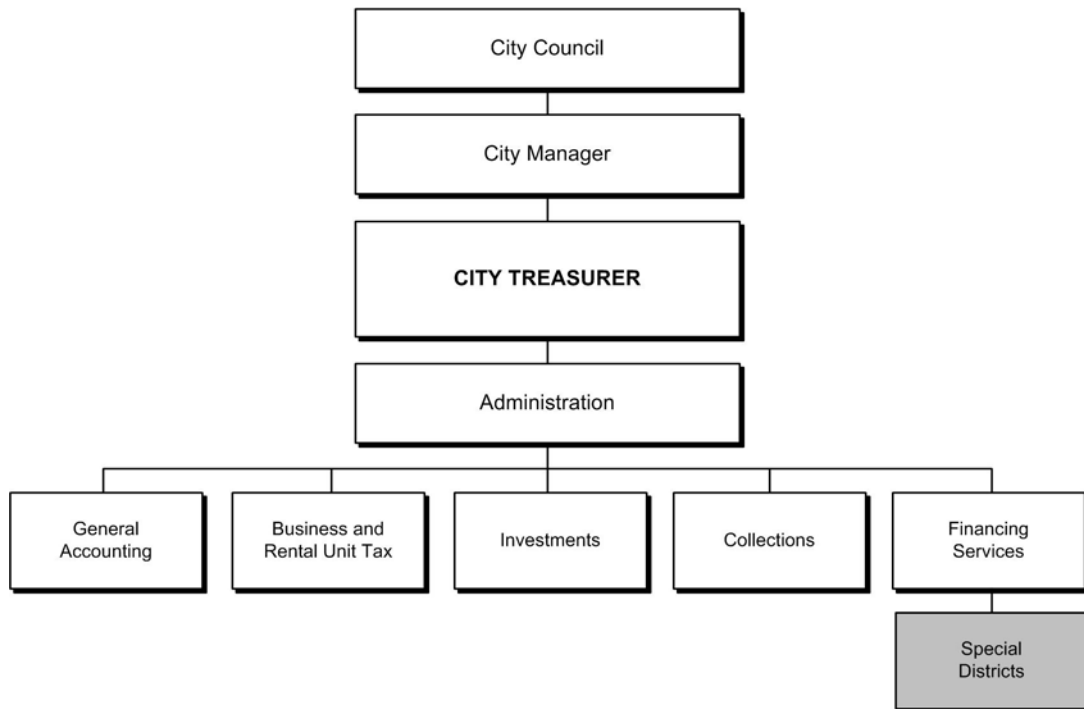 City Council
City Manager
CITY TREASURER
Administration
General
Accounting
Business and
Rental Unit Tax
Investments
Collections
Financing
Services
Special
Districts